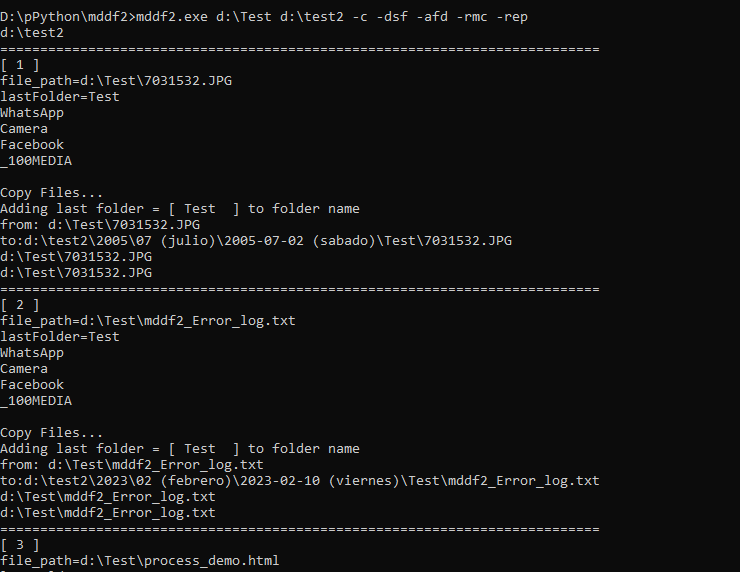 D:\pPython\mddf2>mddf2.exe d:\Test d:\test2 -c -dsf -afd -rmc -rep
d:\test2
===========================================================================
[ 1 ]
file_path=d:\Test\7031532.JPG
lastFolder=Test
WhatsApp
Camera
Facebook
_100MEDIA
Copy Files...
Adding last folder = [ Test  ] to folder name
from: d:\Test\7031532.JPG
to:d:\test2\2005\07 (julio)\2005-07-02 (sabado)\Test\7031532.JPG
d:\Test\7031532.JPG
d:\Test\7031532.JPG
===========================================================================
[ 2 ]
file_path=d:\Test\mddf2_Error_log.txt
lastFolder=Test
WhatsApp
Camera
Facebook
_100MEDIA
Copy Files...
Adding last folder = [ Test  ] to folder name
from: d:\Test\mddf2_Error_log.txt
to:d:\test2\2023\02 (febrero)\2023-02-10 (viernes)\Test\mddf2_Error_log.txt
d:\Test\mddf2_Error_log.txt
d:\Test\mddf2_Error_log.txt
===========================================================================
[ 3 ]
file_path=d:\Test\process_demo.html